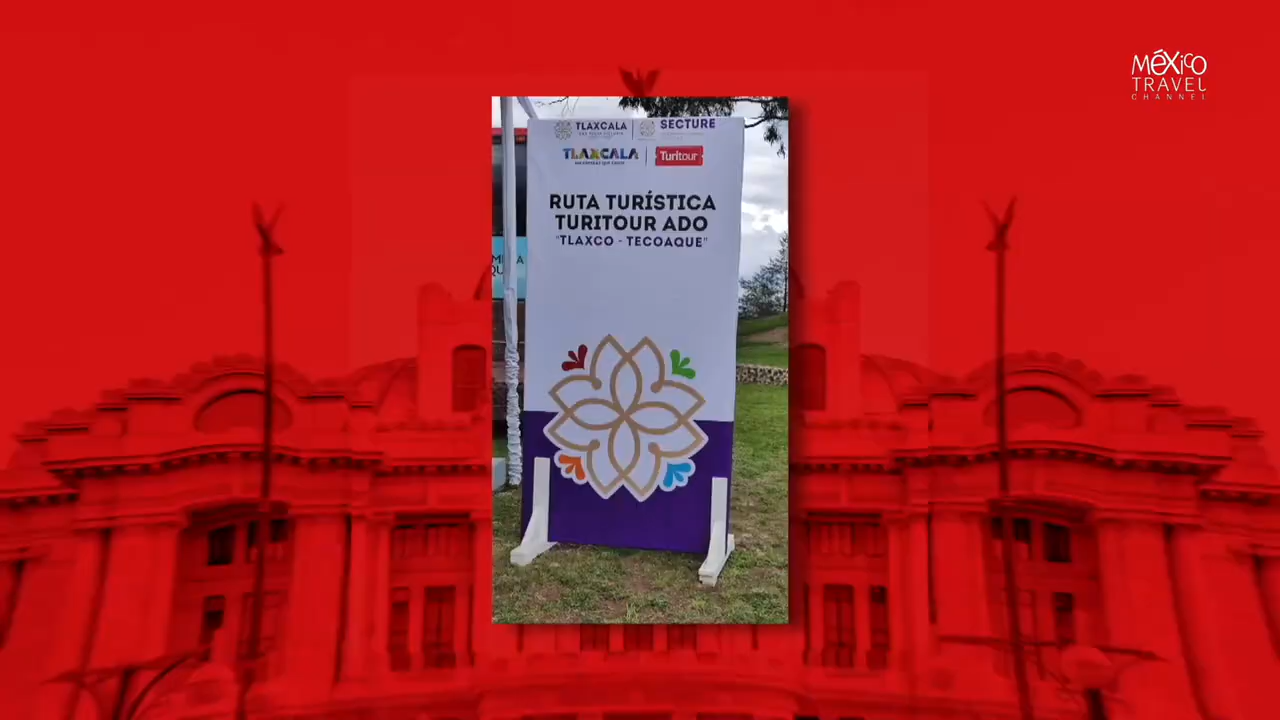 MéXicO
TRAVEL
CHANNEL
TLAXCALA
SECTURE
TLAXCALA
Turitour
RUTA TURÍSTICA
TURITOUR ADO
"TLAXCO - TECOAQUE"